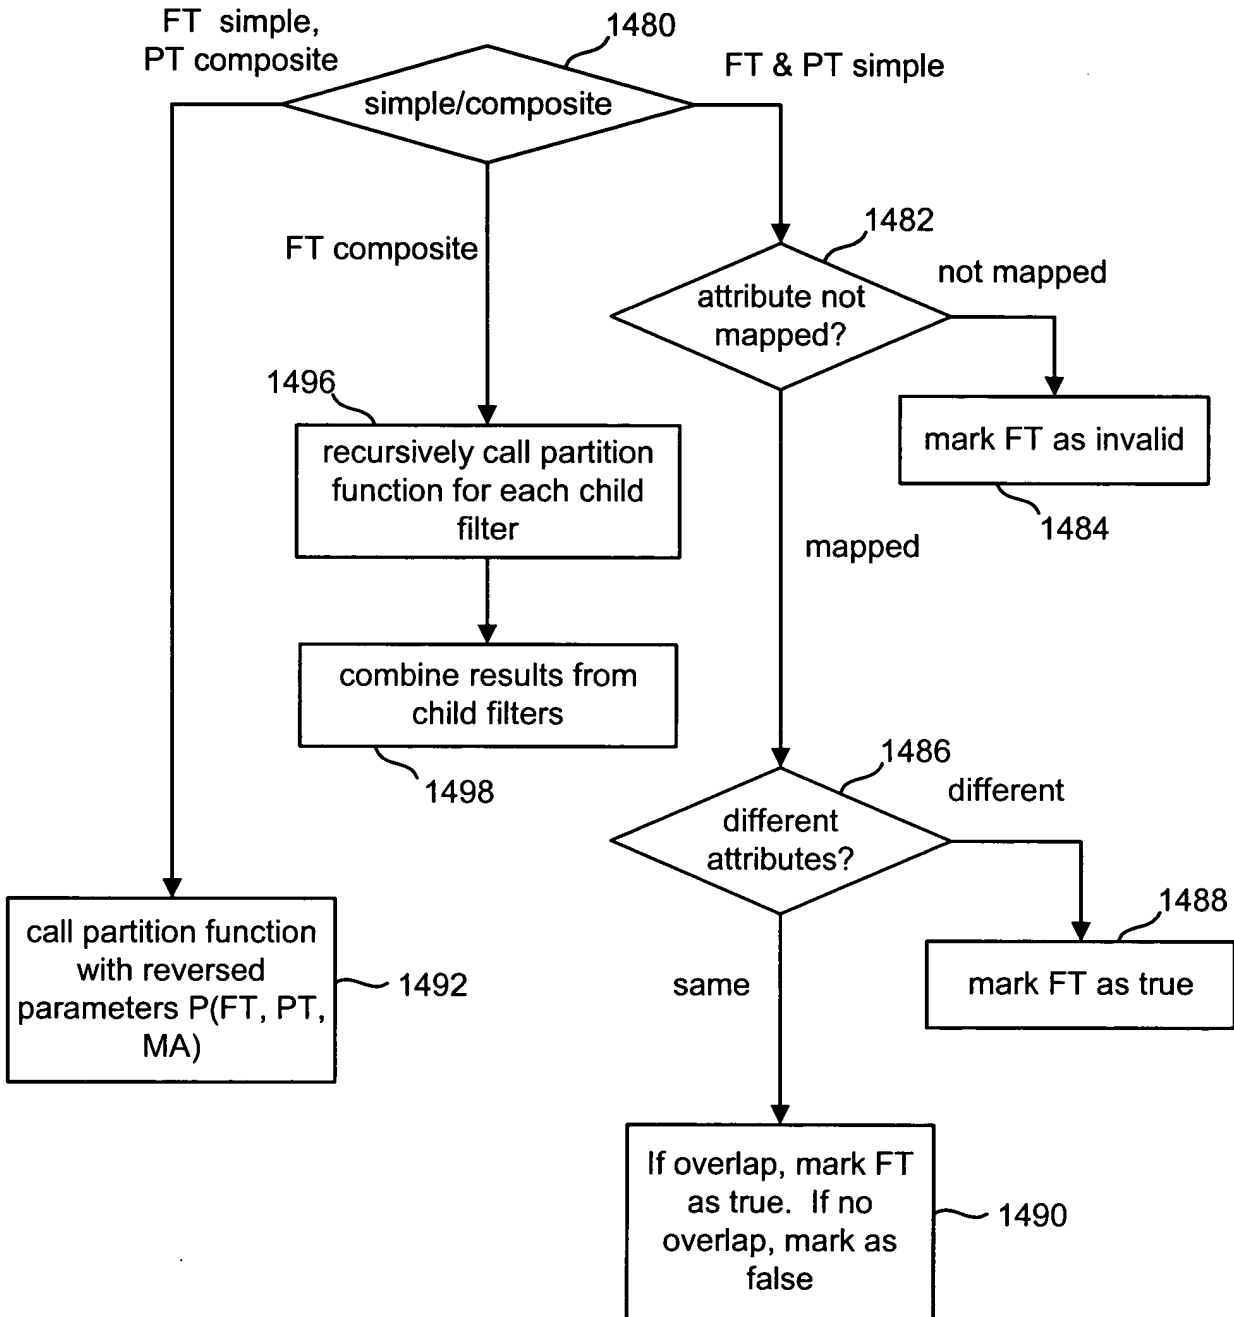 FT simple,
PT composite
1480
simple/composite
FT & PT simple
FT composite
1482
attribute not
mapped?
not mapped
mark FT as invalid
1484
1496
recursively call partition
function for each child
filter
mapped
combine results from
child filters
1498
1486
different
attributes?
different
1488
mark FT as true
same
call partition function
with reversed
parameters P(FT, PT,
MA)
1492
If overlap, mark FT
as true. If no
overlap, mark as
false
1490